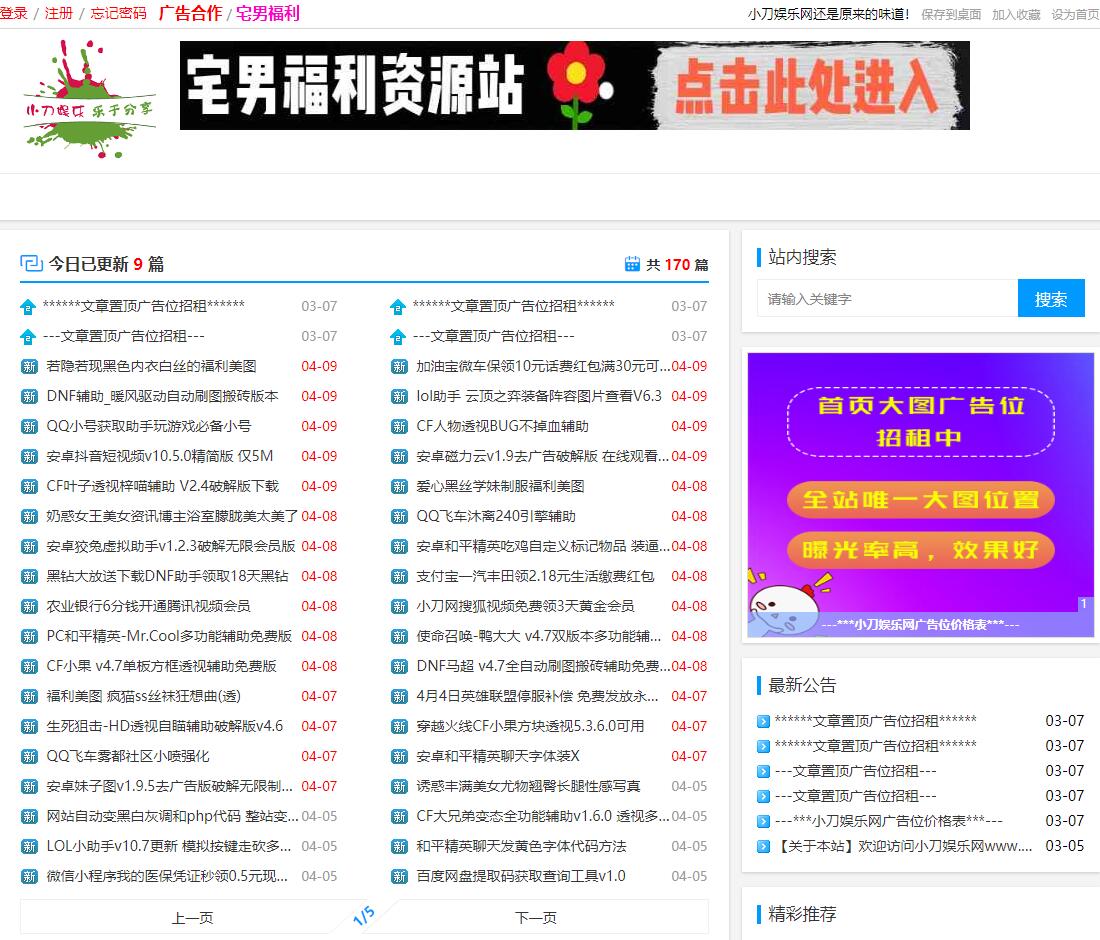 登录 / 注册 / 忘记密码 广告合作 / 宅男福利
小刀娱乐网还是原来的味道! 保存到桌面 加入收藏 设为首页
小刀娱乐 乐于分享
宅男福利资源站 点击此处进入
今日已更新 9 篇
共 170 篇
******文章置顶广告位招租****** 03-07
******文章置顶广告位招租****** 03-07
---文章置顶广告位招租--- 03-07
---文章置顶广告位招租--- 03-07
新 若隐若现黑色内衣白丝的福利美图 04-09
新 加油宝微车保领10元话费红包满30元可... 04-09
新 DNF辅助_暖风驱动自动刷图搬砖版本 04-09
新 lol助手 云顶之弈装备阵容图片查看V6.3 04-09
新 QQ小号获取助手玩游戏必备小号 04-09
新 CF人物透视BUG不掉血辅助 04-09
新 安卓抖音短视频v10.5.0精简版 仅5M 04-09
新 安卓磁力云v1.9去广告破解版 在线观看... 04-09
新 CF叶子透视梓喵辅助 V2.4破解版下载 04-09
新 爱心黑丝学妹制服福利美图 04-08
新 奶惑女王美女资讯博主浴室朦胧美太美了 04-08
新 QQ飞车沐离240引擎辅助 04-08
新 安卓狡兔虚拟助手v1.2.3破解无限会员版 04-08
新 安卓和平精英吃鸡自定义标记物品 装逼... 04-08
新 黑钻大放送下载DNF助手领取18天黑钻 04-08
新 支付宝一汽丰田领2.18元生活缴费红包 04-08
新 农业银行6分钱开通腾讯视频会员 04-08
新 小刀网搜狐视频免费领3天黄金会员 04-08
新 PC和平精英-Mr.Cool多功能辅助免费版 04-08
新 使命召唤-鸭大大 v4.7双版本多功能辅... 04-08
新 CF小果 v4.7单板方框透视辅助免费版 04-08
新 DNF马超 v4.7全自动刷图搬砖辅助免费... 04-08
新 福利美图 疯猫ss丝袜狂想曲(透) 04-07
新 4月4日英雄联盟停服补偿 免费发放永... 04-07
新 生死狙击-HD透视自瞄辅助破解版v4.6 04-07
新 穿越火线CF小果方块透视5.3.6.0可用 04-07
新 QQ飞车雾都社区小喷强化 04-07
新 安卓和平精英聊天字体装X 04-07
新 安卓妹子图v1.9.5去广告版破解无限制... 04-07
新 诱惑丰满美女尤物翘臀长腿性感写真 04-05
新 网站自动变黑白灰调和php代码 整站变... 04-05
新 CF大兄弟变态全功能辅助v1.6.0 透视多... 04-05
新 LOL小助手v10.7更新 模拟按键走砍多... 04-05
新 和平精英聊天发黄色字体代码方法 04-05
新 微信小程序我的医保凭证秒领0.5元现... 04-05
新 百度网盘提取码获取查询工具v1.0 04-05
上一页 1/5 下一页
站内搜索
请输入关键字 搜索
首页大图广告位
招租中
全站唯一大图位置
曝光率高，效果好
1
---***小刀娱乐网广告位价格表***---
最新公告
******文章置顶广告位招租****** 03-07
******文章置顶广告位招租****** 03-07
---文章置顶广告位招租--- 03-07
---文章置顶广告位招租--- 03-07
---***小刀娱乐网广告位价格表***--- 03-07
【关于本站】欢迎访问小刀娱乐网www.... 03-05
精彩推荐